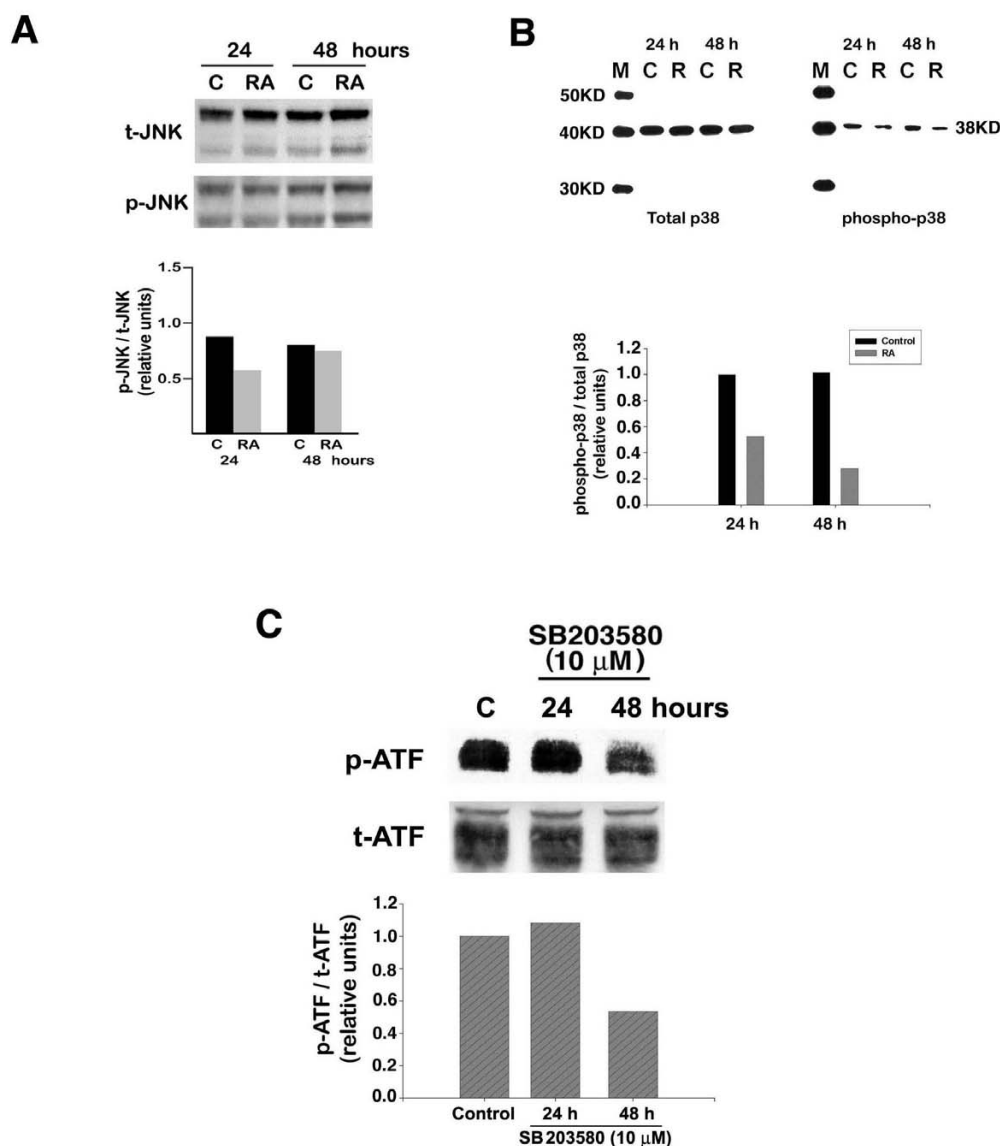 A
24 48 hours
C RA C RA
t-JNK
p-JNK
1.5
1.0
0.5
p-JNK / t-JNK
(relative units)
C RA C RA
24 48 hours
B
24 h 48 h 24 h 48 h
M C R C R M C R C R
50KD
40KD 38KD
30KD
Total p38 phospho-p38
Control
RA
1.2
1.0
0.8
0.6
0.4
0.2
0.0
phospho-p38 / total p38
(relative units)
24 h 48 h
C
SB203580
(10 μM)
C 24 48 hours
p-ATF
t-ATF
1.2
1.0
0.8
0.6
0.4
0.2
0.0
p-ATF / t-ATF
(relative units)
Control 24 h 48 h
SB203580 (10 μM)